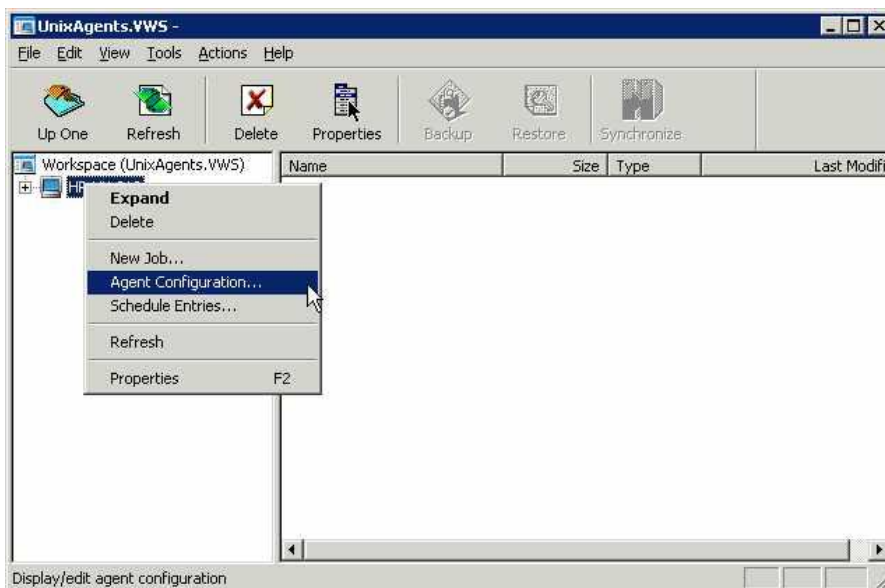 UnixAgents.VWS -
File Edit View Tools Actions Help
Up One Refresh Delete Properties Backup Restore Synchronize
Workspace (UnixAgents.VWS)
Name Size Type Last Modifi
Expand
Delete
New Job...
Agent Configuration...
Schedule Entries...
Refresh
Properties F2
Display/edit agent configuration